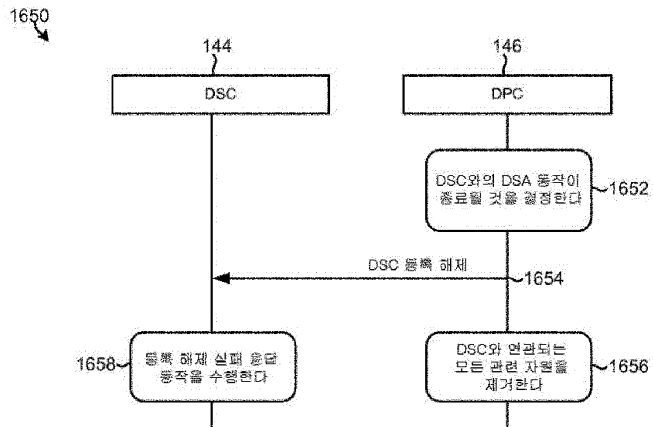 1650
144
146
DSC
DPC
DSC와의 DSA 동작이
종료될 것을 결정한다
1652
DSC 등록 해제
1654
1658
등록 해제 실패 응답
동작을 수행한다
DSC와 연관되는
모든 관련 자원을
제거한다
1656